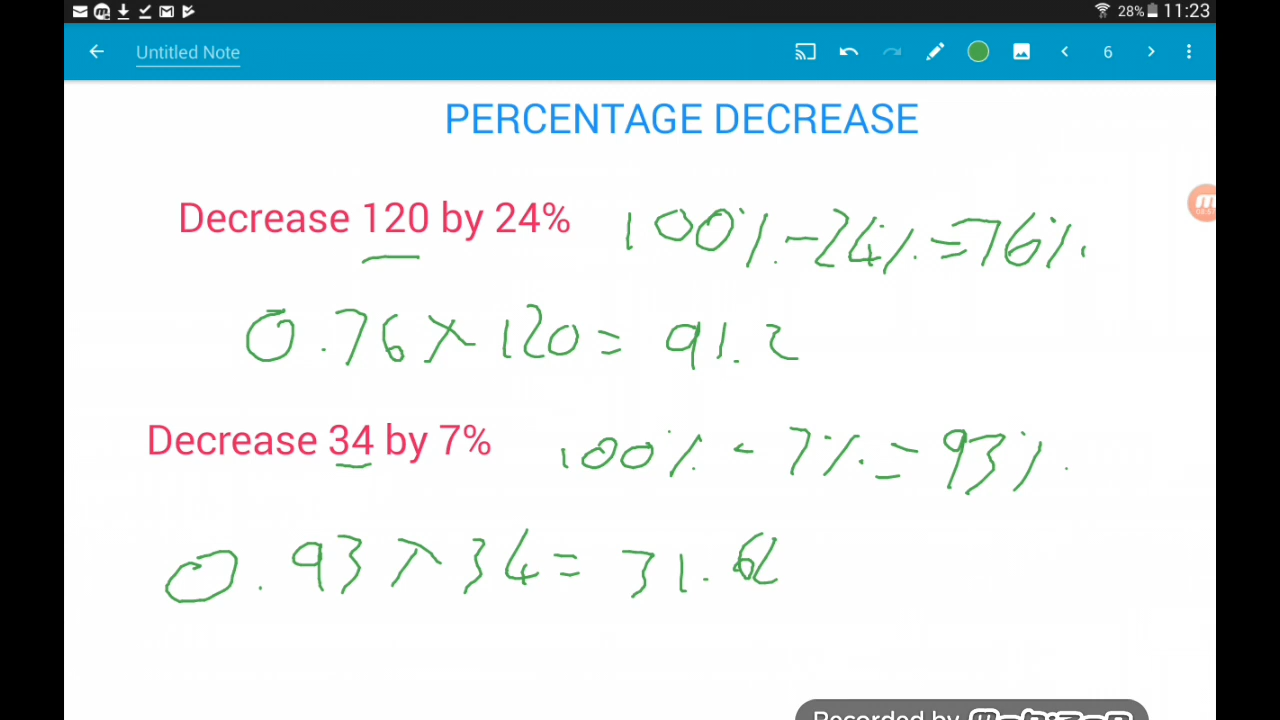 28% 11:23
Untitled Note 6
PERCENTAGE DECREASE
Decrease 120 by 24% 100% - 24% = 76%
0.76 × 120 = 91.2
Decrease 34 by 7% 100% - 7% = 93%
0.93 × 34 = 31.6
Recorded by